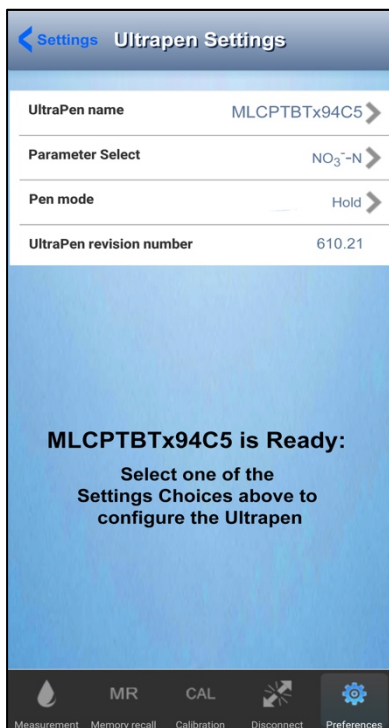 Settings Ultrapen Settings
UltraPen name MLCPTBTx94C5
Parameter Select NO₃⁻-N
Pen mode Hold
UltraPen revision number 610.21
MLCPTBTx94C5 is Ready:
Select one of the
Settings Choices above to
configure the Ultrapen
MR CAL
Measurement Memory recall Calibration Disconnect Preferences